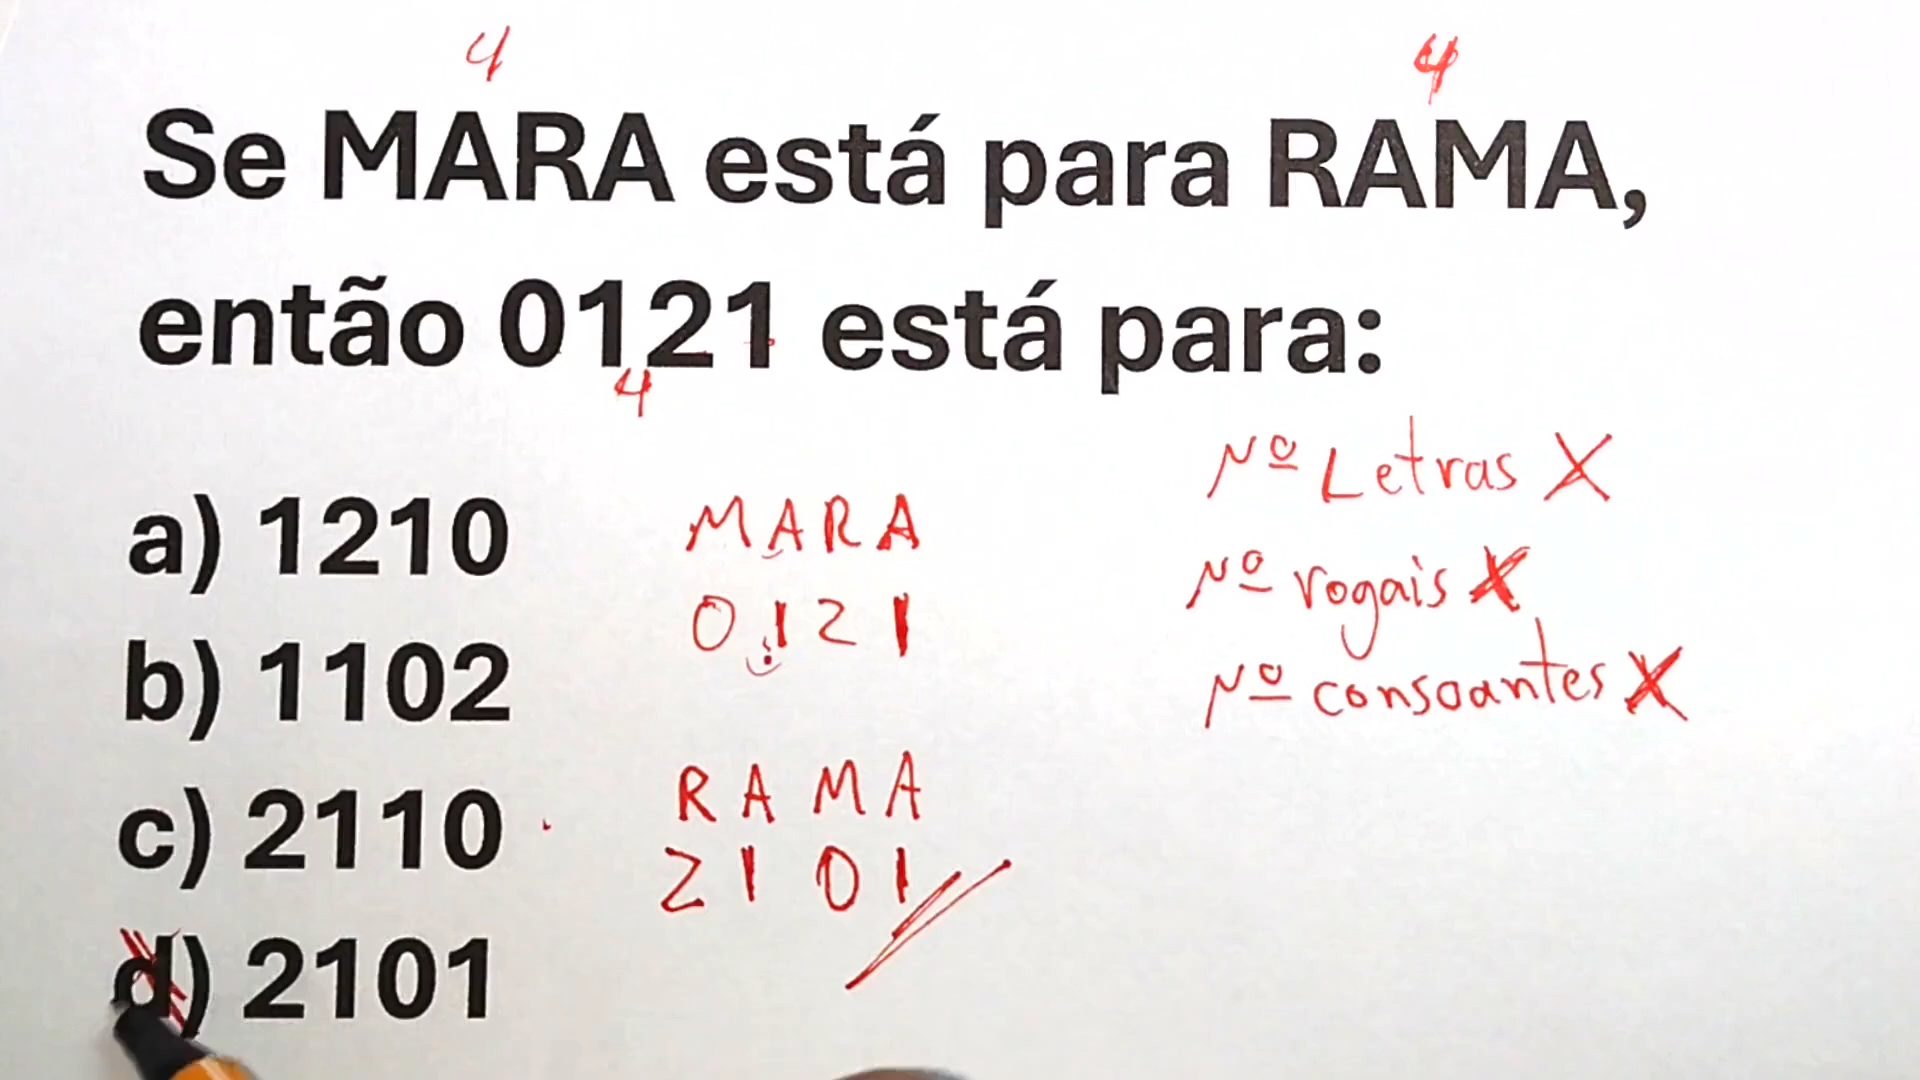 4 4
Se MARA está para RAMA,
então 0121 está para:
4
a) 1210
b) 1102
c) 2110
d) 2101
MARA
0121
RAMA
2101
Nº Letras X
Nº vogais X
Nº consoantes X